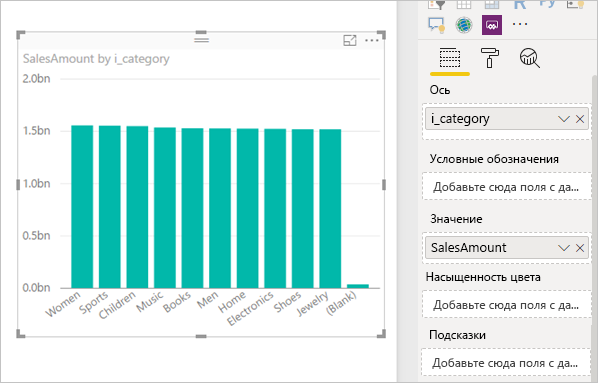 SalesAmount by i_category
2.0bn
1.5bn
1.0bn
0.5bn
0.0bn
Women
Sports
Children
Music
Books
Men
Home
Electronics
Shoes
Jewelry
(Blank)
R
Py
Ось
i_category
Условные обозначения
Добавьте сюда поля с да...
Значение
SalesAmount
Насыщенность цвета
Добавьте сюда поля с да...
Подсказки
Добавьте сюда поля с да...